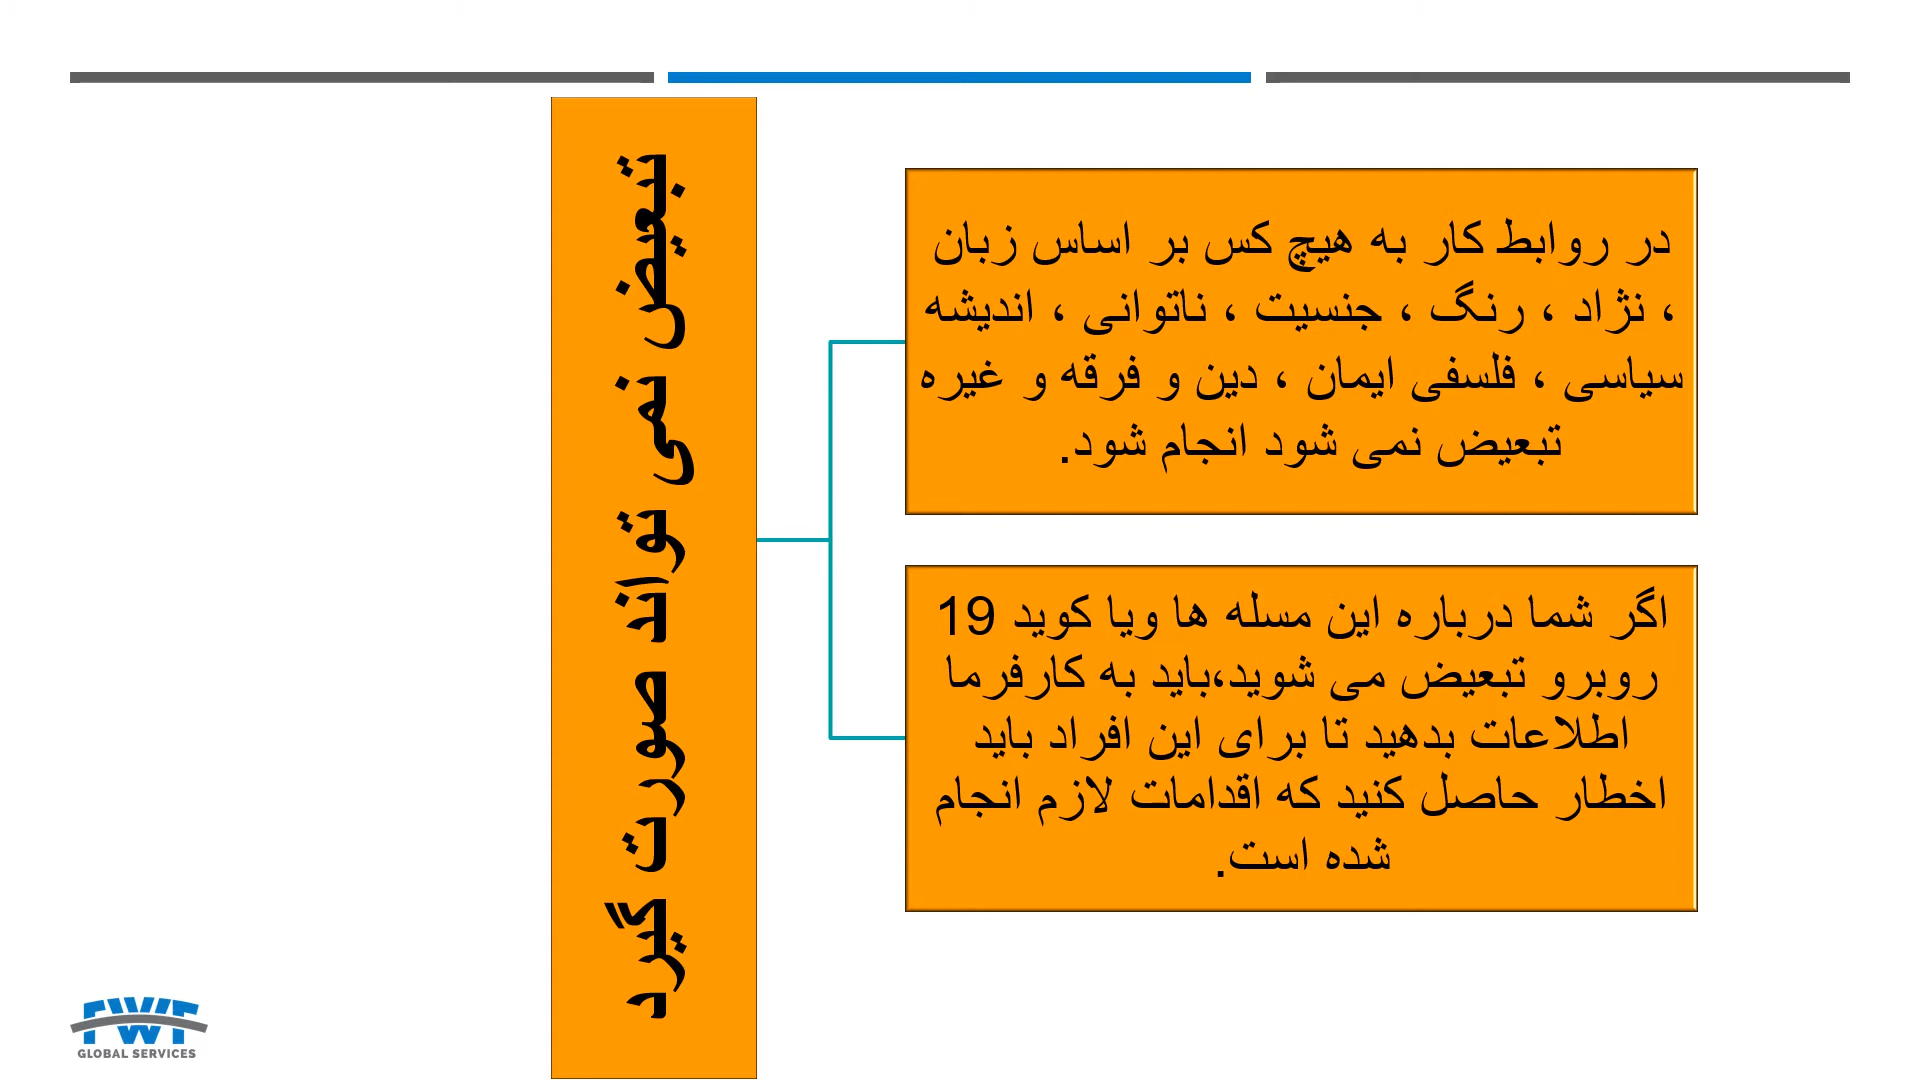 تبعیض نمی تواند صورت گیرد
در روابط کار به هیچ کس بر اساس زبان
، نژاد ، رنگ ، جنسیت ، ناتوانی ، اندیشه
سیاسی ، فلسفی ایمان ، دین و فرقه و غیره
تبعیض نمی شود انجام شود.
اگر شما درباره این مسله ها ویا کوید 19
روبرو تبعیض می شوید،باید به کارفرما
اطلاعات بدهید تا برای این افراد باید
اخطار حاصل کنید که اقدامات لازم انجام
شده است.
FWF
GLOBAL SERVICES